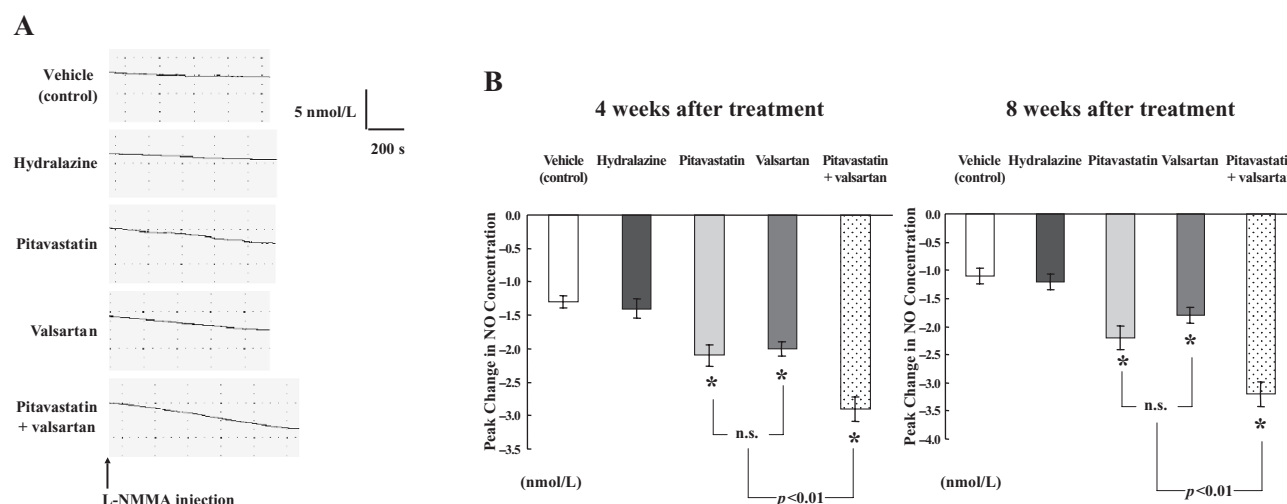 A
Vehicle
(control)
Hydralazine
Pitavastatin
Valsartan
Pitavastatin
+ valsartan
L-NMMA injection
5 nmol/L
200 s
B
4 weeks after treatment
Vehicle
(control)
Hydralazine
Pitavastatin
Valsartan
Pitavastatin
+ valsartan
Peak Change in NO Concentration
0.0
–0.5
–1.0
–1.5
–2.0
–2.5
–3.0
–3.5
(nmol/L)
*
*
*
n.s.
p<0.01
8 weeks after treatment
Vehicle
(control)
Hydralazine
Pitavastatin
Valsartan
Pitavasta
+ valsarta
Peak Change in NO Concentration
0.0
–0.5
–1.0
–1.5
–2.0
–2.5
–3.0
–3.5
–4.0
(nmol/L)
*
*
*
n.s.
p<0.01